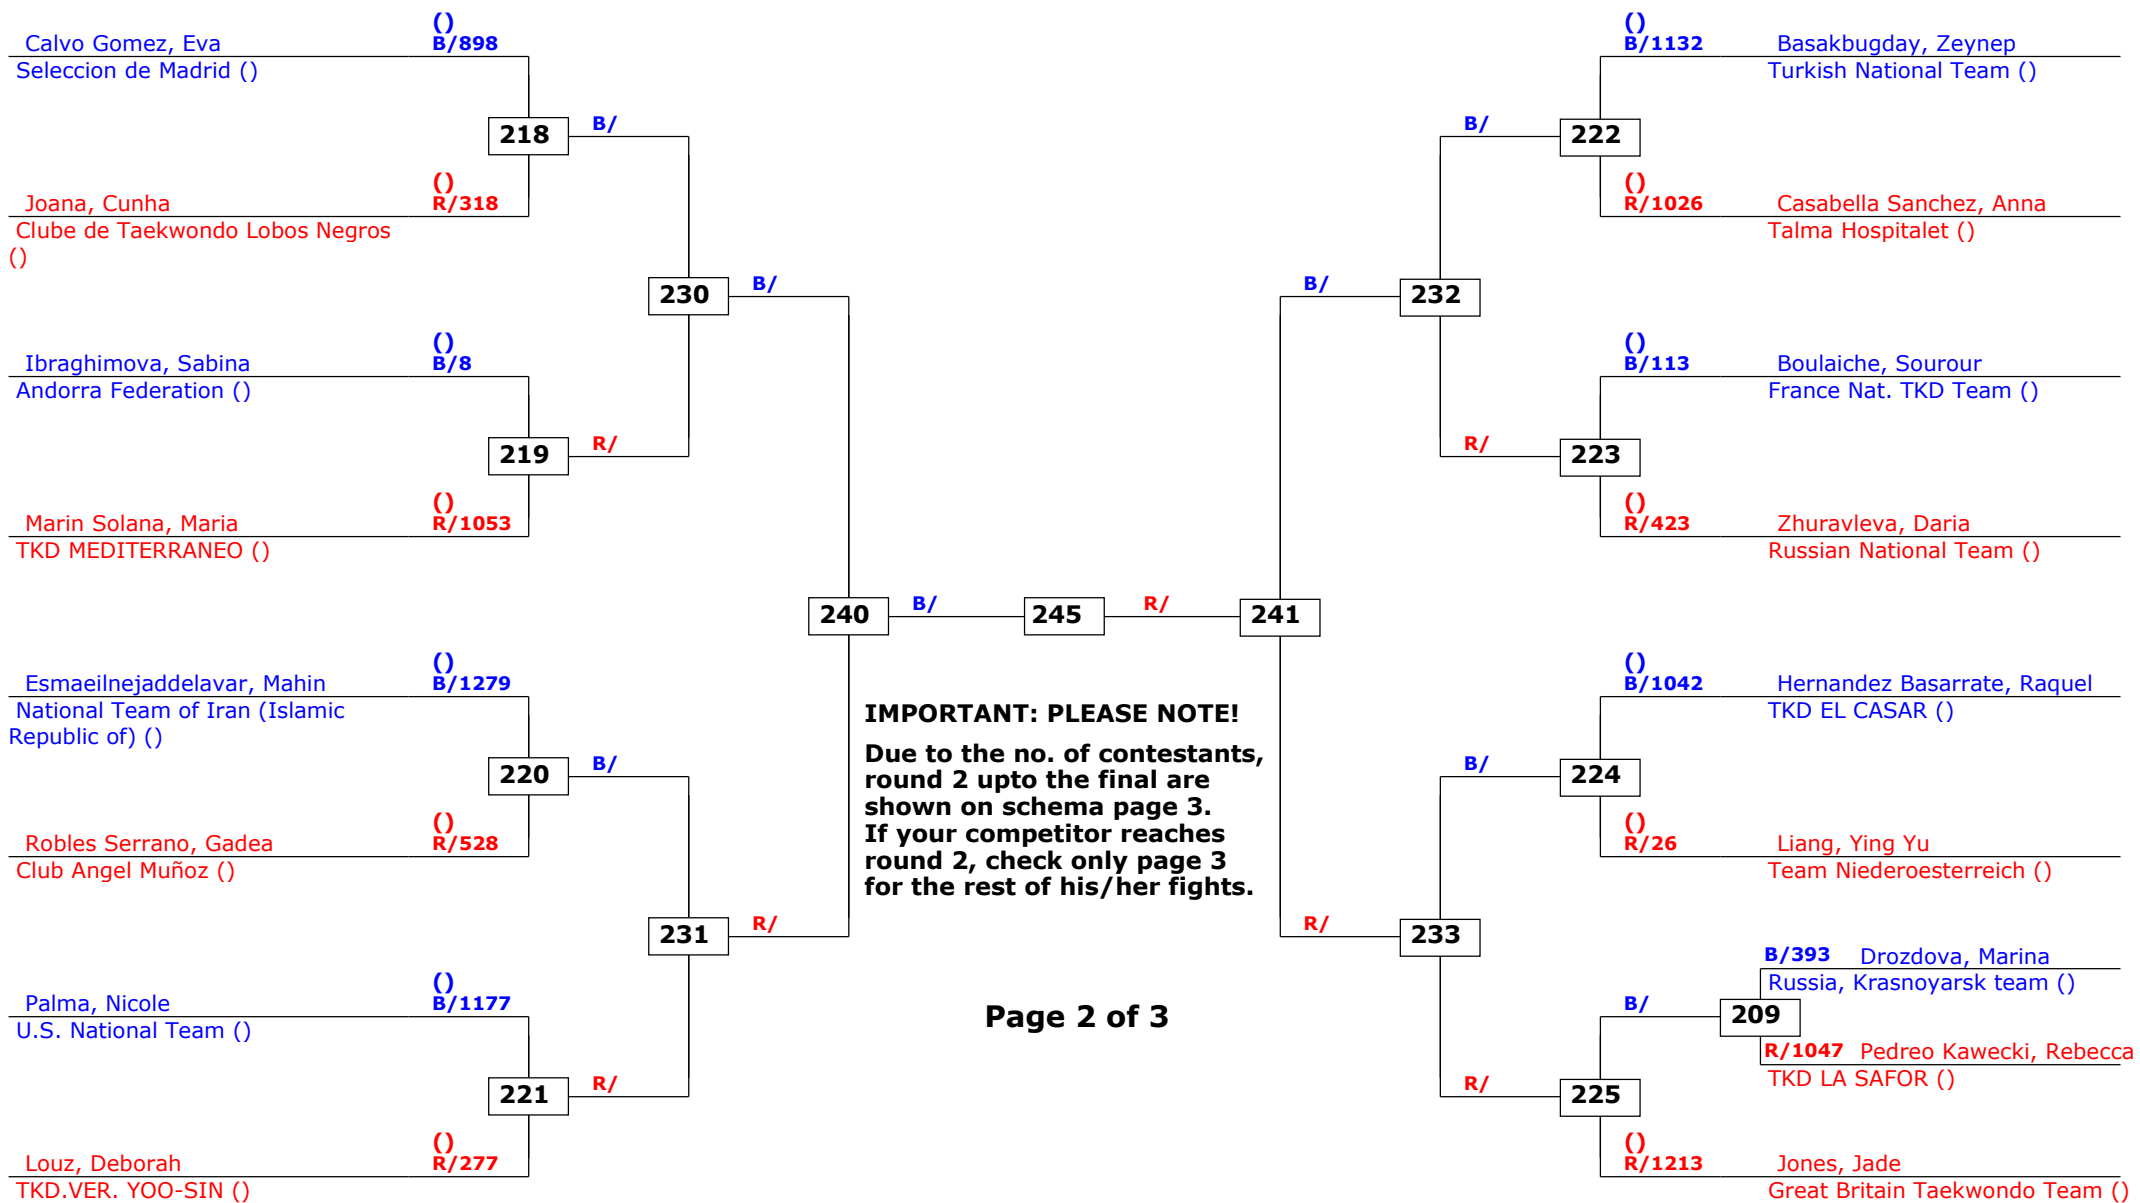 ()
Calvo Gomez, Eva
B/898
Seleccion de Madrid ()
218
B/
()
Joana, Cunha
R/318
Clube de Taekwondo Lobos Negros
()
230
B/
()
Ibraghimova, Sabina
B/8
Andorra Federation ()
219
R/
()
Marin Solana, Maria
R/1053
TKD MEDITERRANEO ()
240
B/
245
R/
241
()
Esmaeilnejaddelavar, Mahin
B/1279
National Team of Iran (Islamic
Republic of) ()
220
B/
()
Robles Serrano, Gadea
R/528
Club Angel Muñoz ()
231
R/
()
Palma, Nicole
B/1177
U.S. National Team ()
221
R/
()
Louz, Deborah
R/277
TKD.VER. YOO-SIN ()
IMPORTANT: PLEASE NOTE!
Due to the no. of contestants,
round 2 upto the final are
shown on schema page 3.
If your competitor reaches
round 2, check only page 3
for the rest of his/her fights.
Page 2 of 3
()
B/1132
Basakbugday, Zeynep
Turkish National Team ()
B/
222
()
R/1026
Casabella Sanchez, Anna
Talma Hospitalet ()
B/
232
()
B/113
Boulaiche, Sourour
France Nat. TKD Team ()
R/
223
()
R/423
Zhuravleva, Daria
Russian National Team ()
()
B/1042
Hernandez Basarrate, Raquel
TKD EL CASAR ()
B/
224
()
R/26
Liang, Ying Yu
Team Niederoesterreich ()
R/
233
B/393
Drozdova, Marina
Russia, Krasnoyarsk team ()
B/
209
R/1047
Pedreo Kawecki, Rebecca
TKD LA SAFOR ()
R/
225
()
R/1213
Jones, Jade
Great Britain Taekwondo Team ()